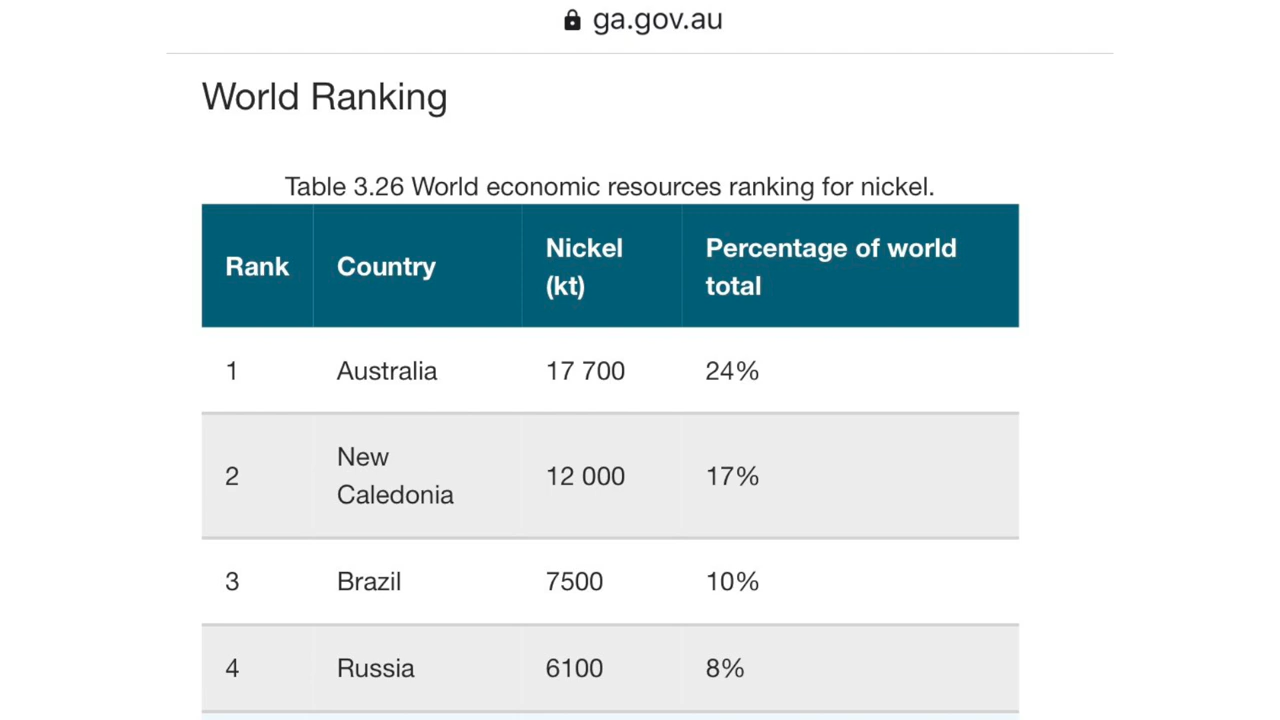 ga.gov.au
World Ranking
Table 3.26 World economic resources ranking for nickel.
Rank Country Nickel (kt) Percentage of world total
1 Australia 17 700 24%
2 New Caledonia 12 000 17%
3 Brazil 7500 10%
4 Russia 6100 8%